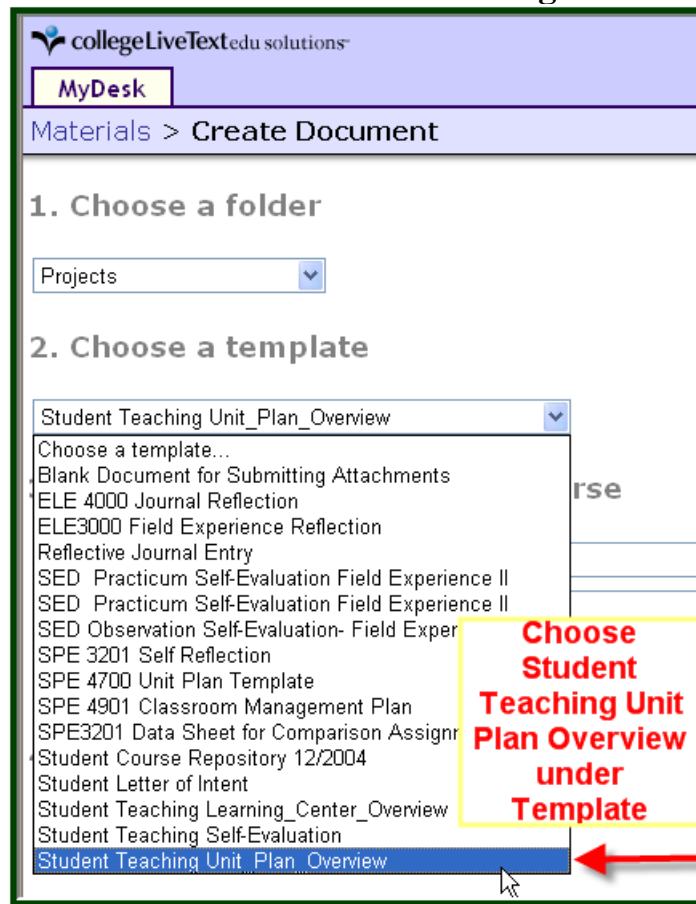 collegeLiveText edu solutions
MyDesk
Materials > Create Document
1. Choose a folder
Projects
2. Choose a template
Student Teaching Unit_Plan_Overview
Choose a template...
Blank Document for Submitting Attachments
rse
ELE 4000 Journal Reflection
ELE3000 Field Experience Reflection
Reflective Journal Entry
SED  Practicum Self-Evaluation Field Experience II
SED  Practicum Self-Evaluation Field Experience II
SED Observation Self-Evaluation- Field Exper
SPE 3201 Self Reflection
SPE 4700 Unit Plan Template
SPE 4901 Classroom Management Plan
SPE3201 Data Sheet for Comparison Assignm
Student Course Repository 12/2004
Student Letter of Intent
Student Teaching Learning_Center_Overview
Student Teaching Self-Evaluation
Student Teaching Unit_Plan_Overview
Choose
Student
Teaching Unit
Plan Overview
under
Template